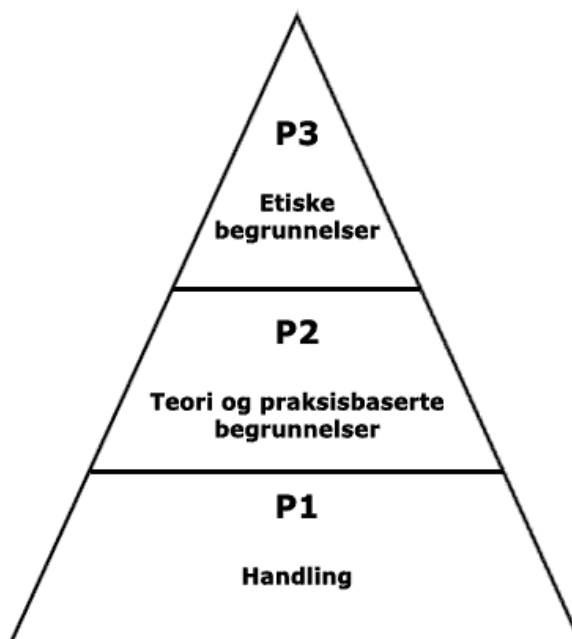 P3
Etiske
begrunnelser
P2
Teori og praksisbaserte
begrunnelser
P1
Handling